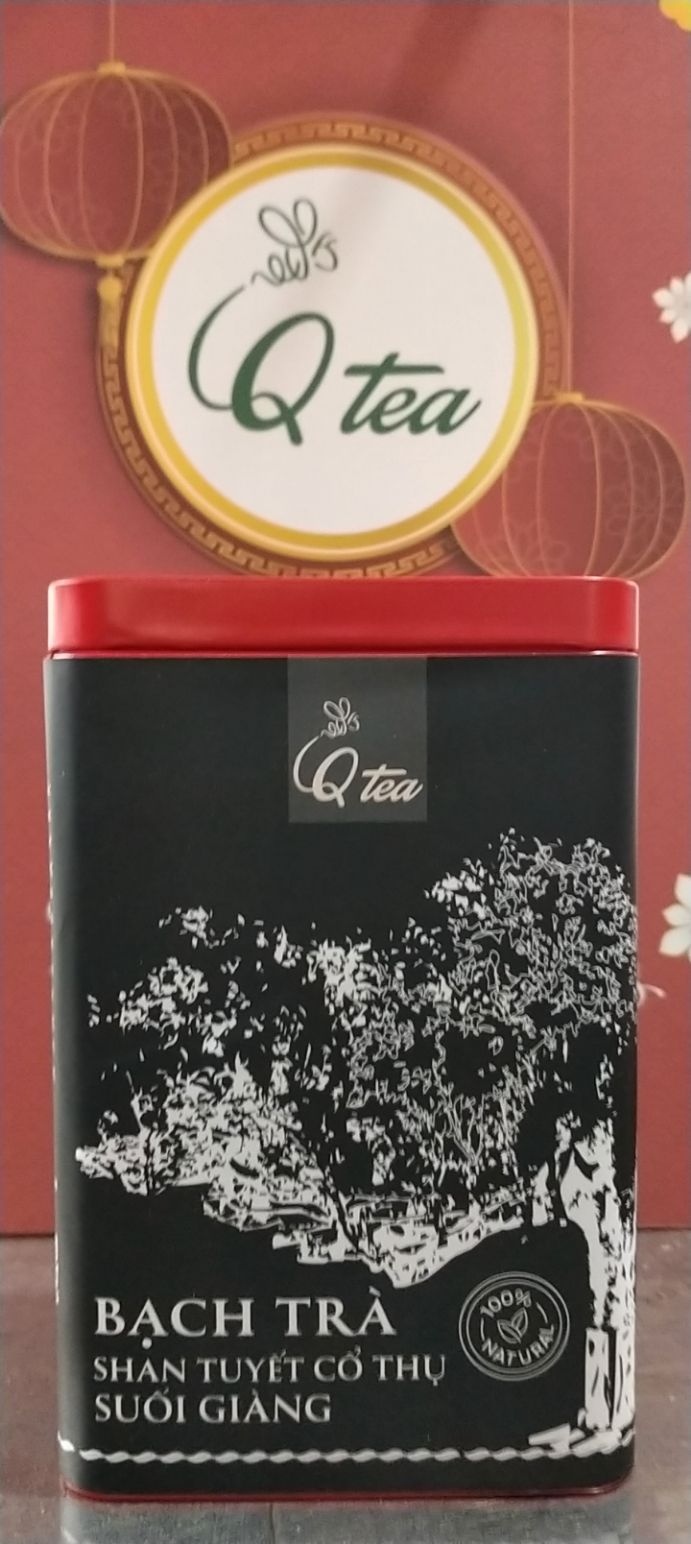 Q tea
Q tea
BẠCH TRÀ
SHAN TUYẾT CỔ THỤ
SUỐI GIÀNG
100%
NATURAL